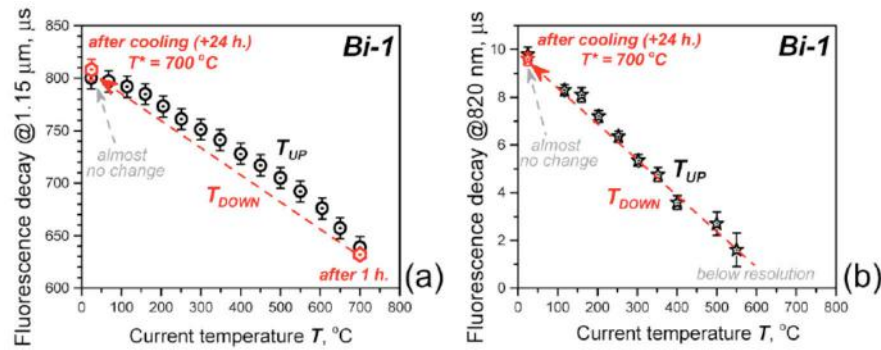 after cooling (+24 h.)
T* = 700 °C
Bi-1
almost
no change
T_UP
T_DOWN
after 1 h.
(a)
Fluorescence decay @1.15 μm, μs
850
800
750
700
650
600
0 100 200 300 400 500 600 700 800
Current temperature T, °C
after cooling (+24 h.)
T* = 700 °C
Bi-1
almost
no change
T_UP
T_DOWN
below resolution
(b)
Fluorescence decay @820 nm, μs
10
8
6
4
2
0
0 100 200 300 400 500 600 700 800
Current temperature T, °C